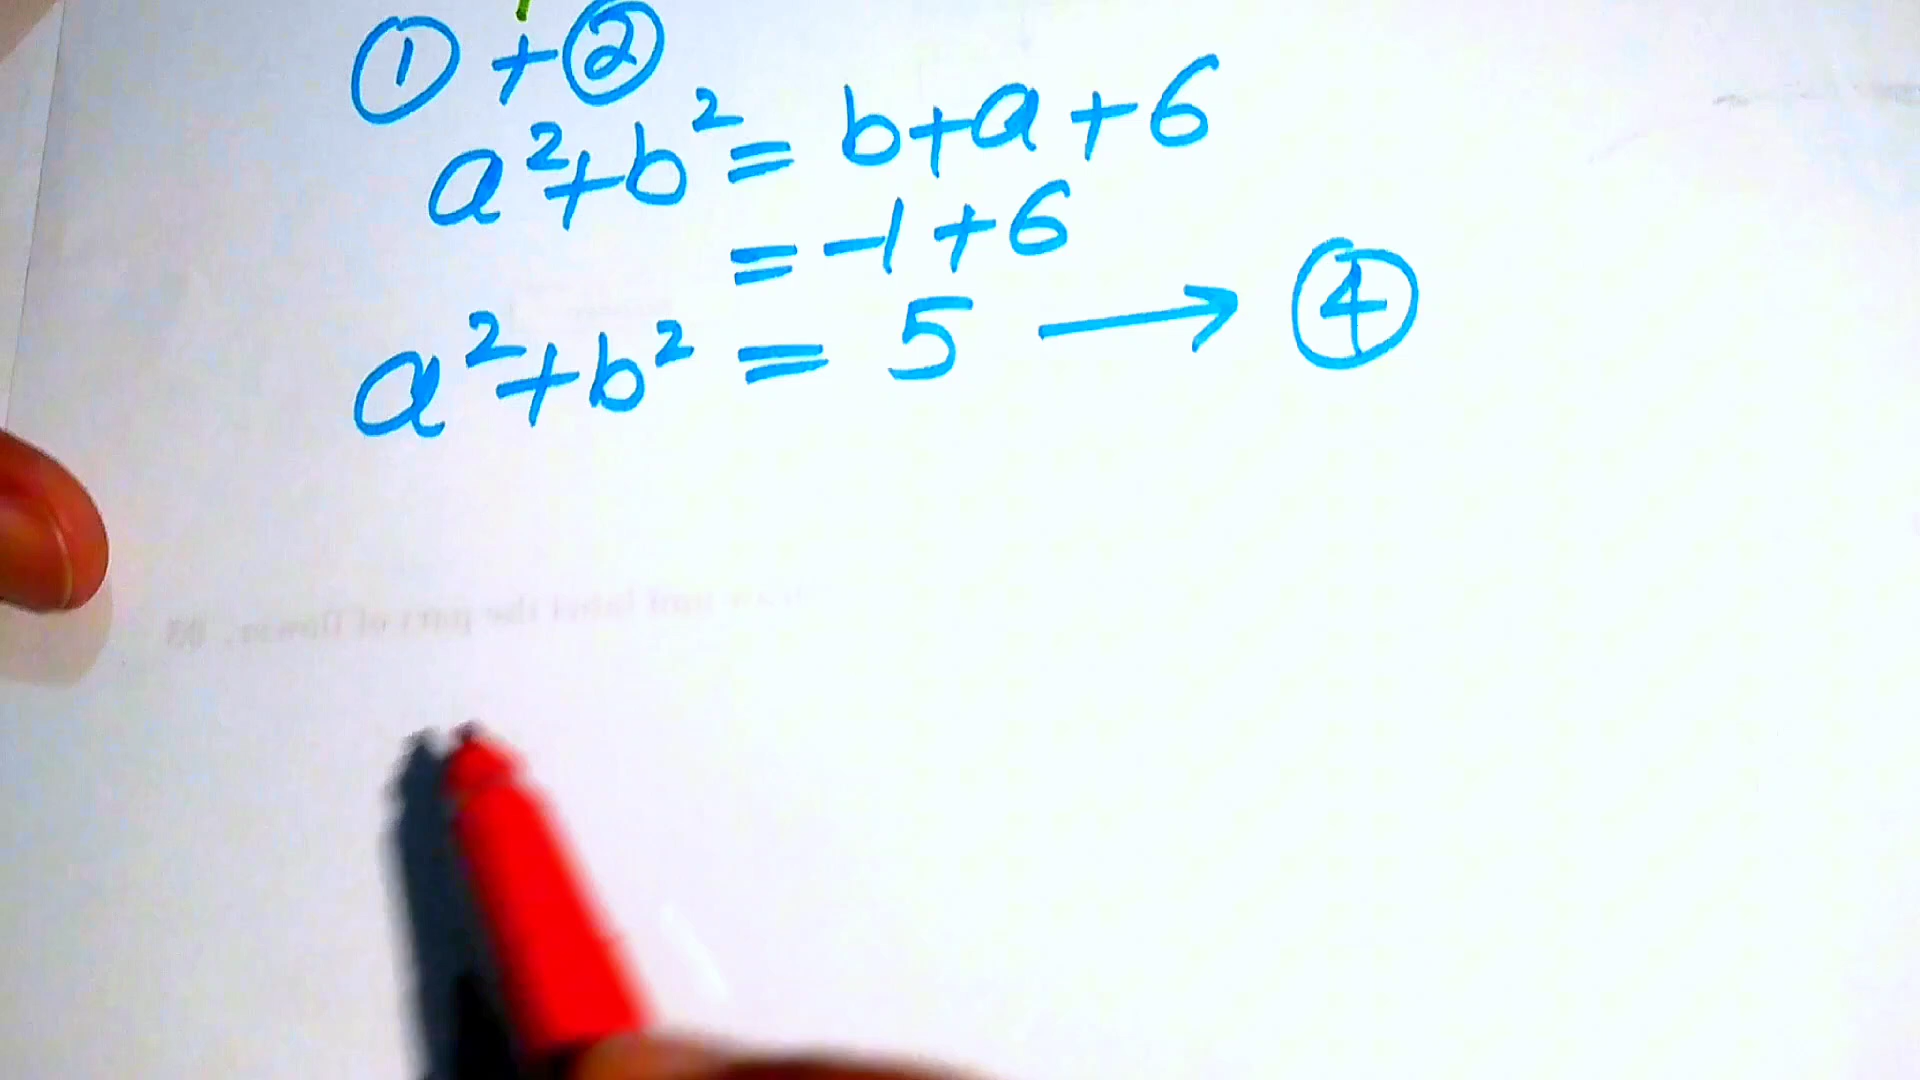 ① + ②
a²+b² = b+a+6
= -1+6
a²+b² = 5 → ④